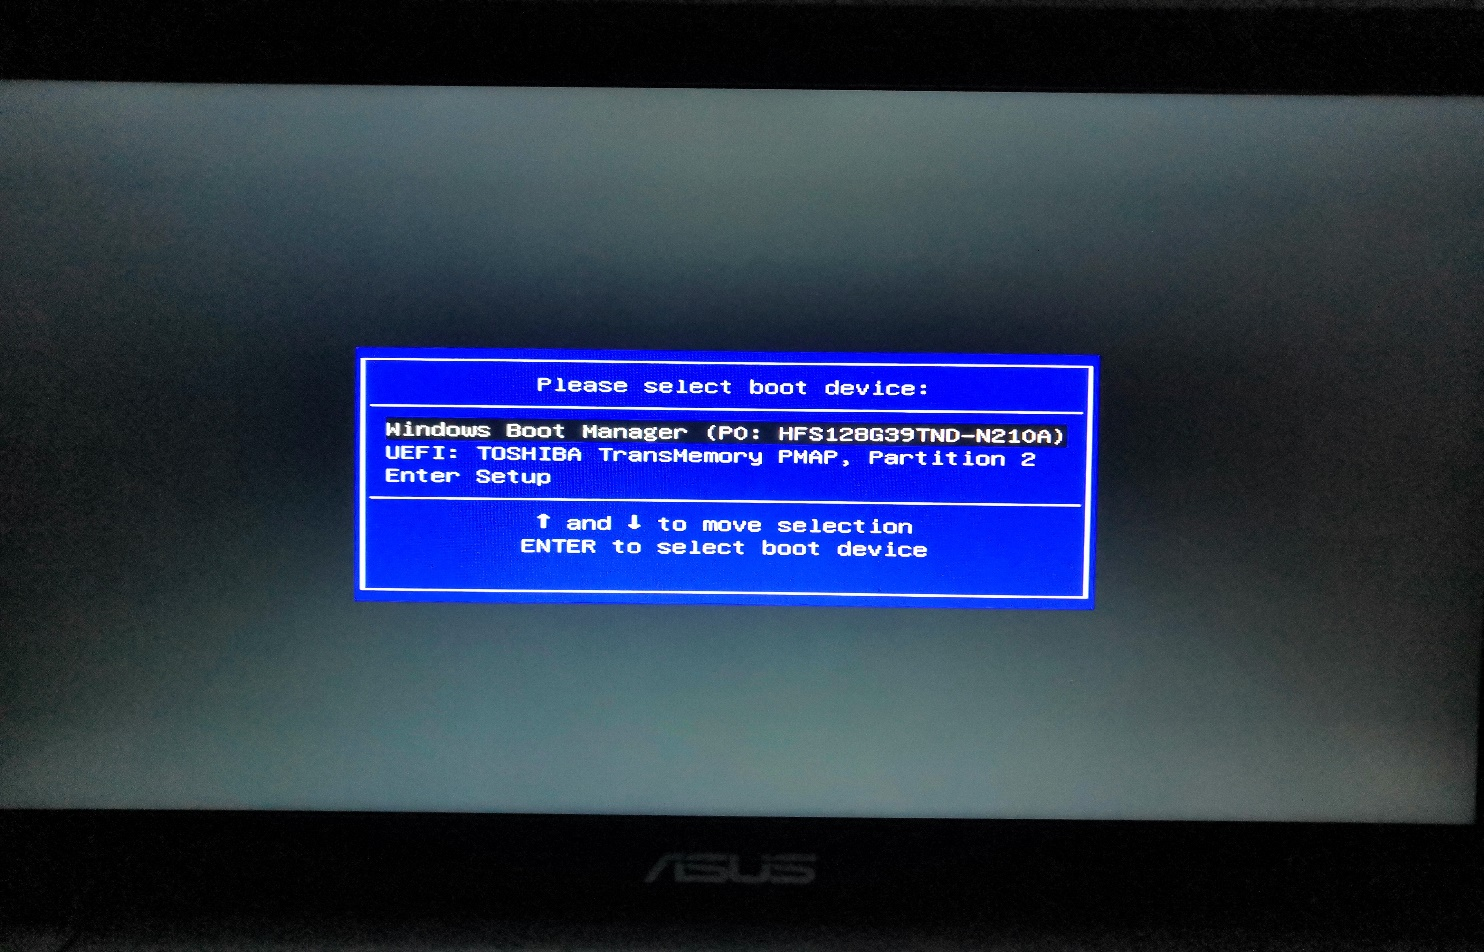 Please select boot device:
Windows Boot Manager (P0: HFS128G39TND-N210A)
UEFI: TOSHIBA TransMemory PMAP, Partition 2
Enter Setup
↑ and ↓ to move selection
ENTER to select boot device
ASUS